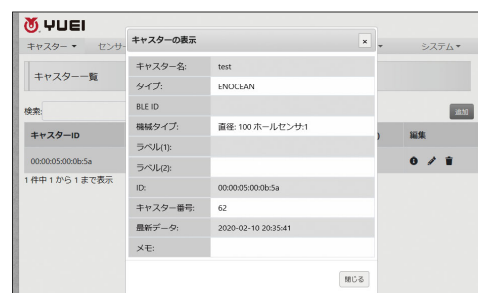 YUEI
キャスター ▼ センサー
システム ▼
キャスター一覧
検索:
追加
キャスターID
)
編集
00:00:05:00:0b:5a
1 件中 1 から 1 まで表示
キャスターの表示
×
キャスター名: test
タイプ: ENOCEAN
BLE ID
機械タイプ: 直径: 100 ホールセンサ:1
ラベル(1):
ラベル(2):
ID: 00:00:05:00:0b:5a
キャスター番号: 62
最新データ: 2020-02-10 20:35:41
メモ:
閉じる